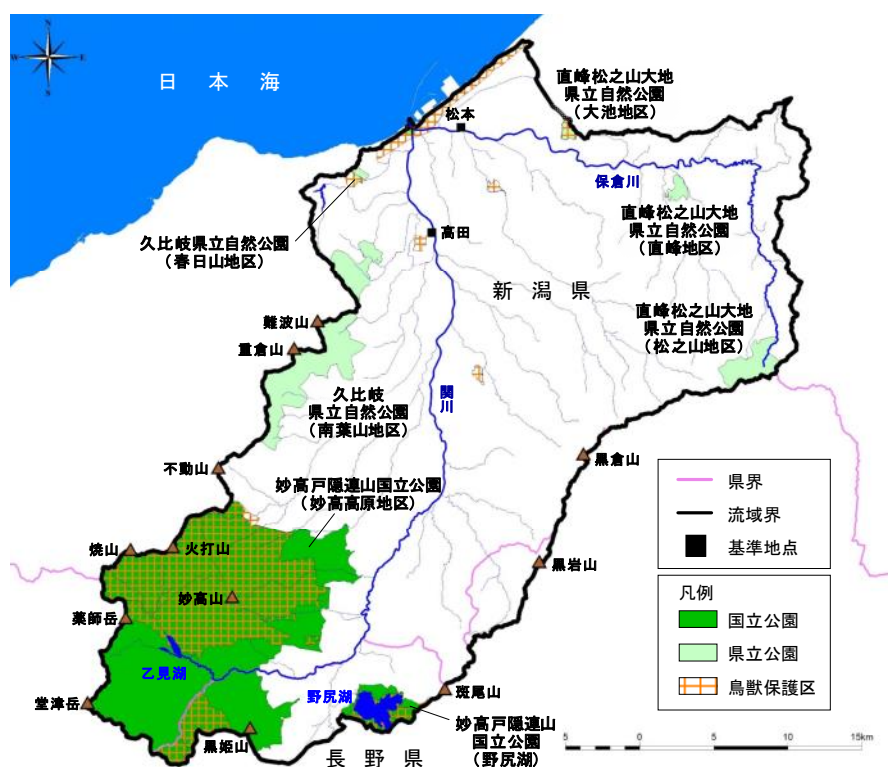 N
W
E
S
日本海
直峰松之山大地
県立自然公園
(大池地区)
松本
保倉川
高田
久比岐県立自然公園
(春日山地区)
直峰松之山大地
県立自然公園
(直峰地区)
新潟県
直峰松之山大地
県立自然公園
(松之山地区)
難波山
重倉山
関川
久比岐
県立自然公園
(南葉山地区)
黒倉山
不動山
妙高戸隠連山国立公園
(妙高高原地区)
県界
流域界
基準地点
焼山
火打山
黒岩山
妙高山
薬師岳
凡例
国立公園
県立公園
鳥獣保護区
乙見湖
野尻湖
斑尾山
堂津岳
黒姫山
妙高戸隠連山
国立公園
(野尻湖)
長野県
5 0 5 10 15km